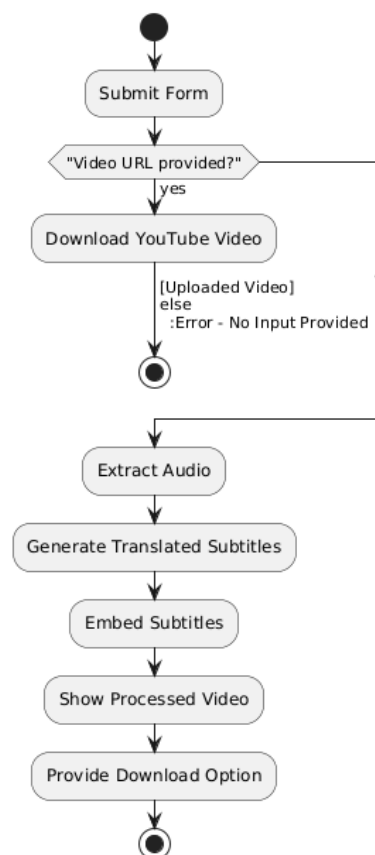 Submit Form
"Video URL provided?"
yes
Download YouTube Video
[Uploaded Video]
else
:Error - No Input Provided
Extract Audio
Generate Translated Subtitles
Embed Subtitles
Show Processed Video
Provide Download Option